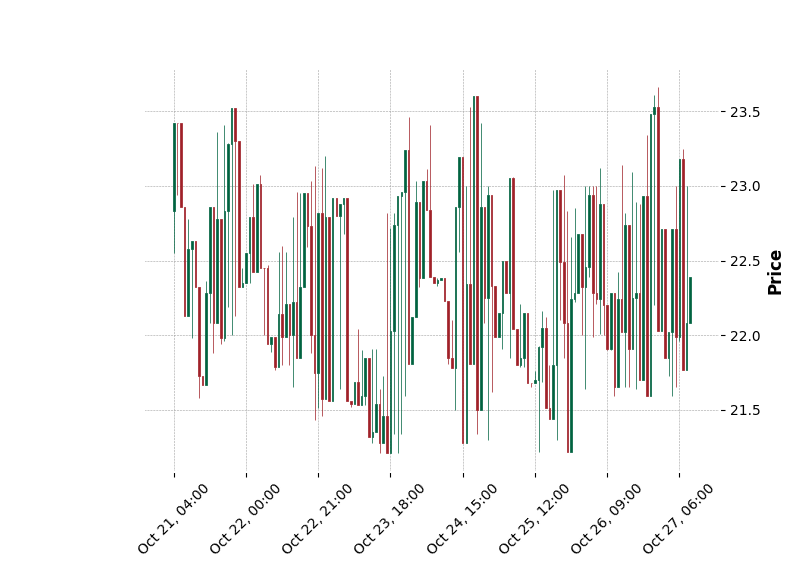 23.5
23.0
22.5
22.0
21.5
Price
Oct 21, 04:00
Oct 22, 00:00
Oct 22, 21:00
Oct 23, 18:00
Oct 24, 15:00
Oct 25, 12:00
Oct 26, 09:00
Oct 27, 06:00